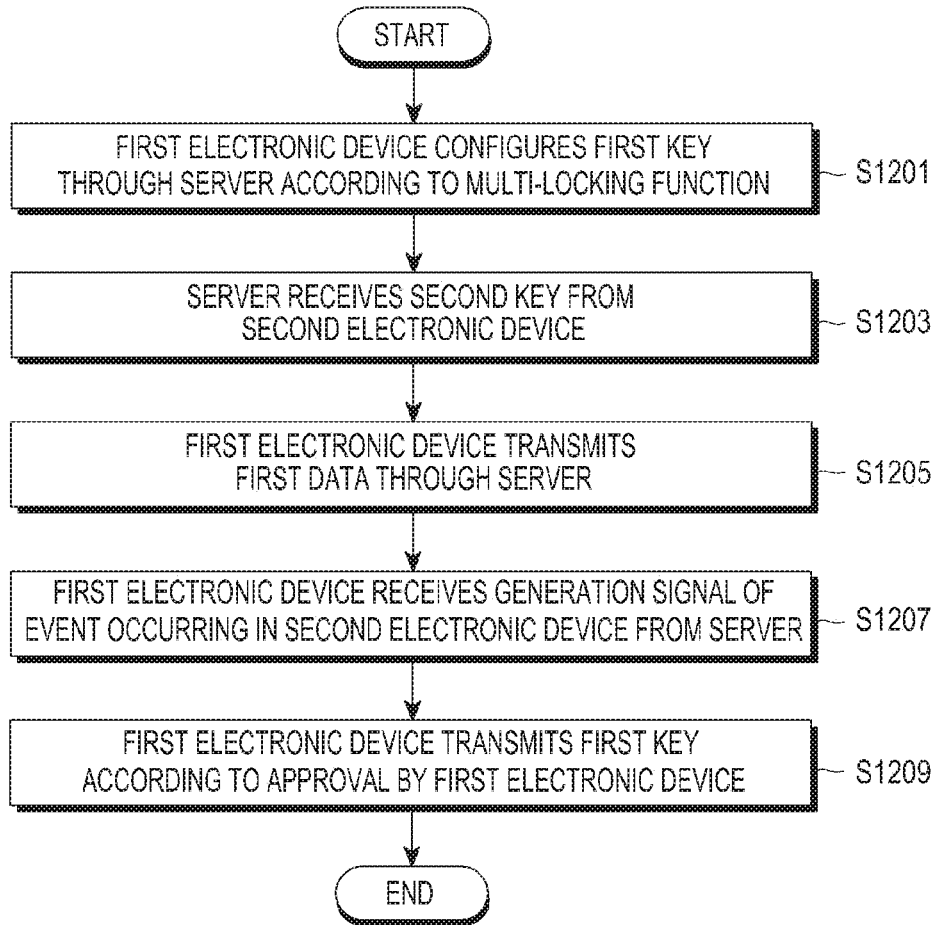 START
FIRST ELECTRONIC DEVICE CONFIGURES FIRST KEY
THROUGH SERVER ACCORDING TO MULTI-LOCKING FUNCTION
S1201
SERVER RECEIVES SECOND KEY FROM
SECOND ELECTRONIC DEVICE
S1203
FIRST ELECTRONIC DEVICE TRANSMITS
FIRST DATA THROUGH SERVER
S1205
FIRST ELECTRONIC DEVICE RECEIVES GENERATION SIGNAL OF
EVENT OCCURRING IN SECOND ELECTRONIC DEVICE FROM SERVER
S1207
FIRST ELECTRONIC DEVICE TRANSMITS FIRST KEY
ACCORDING TO APPROVAL BY FIRST ELECTRONIC DEVICE
S1209
END